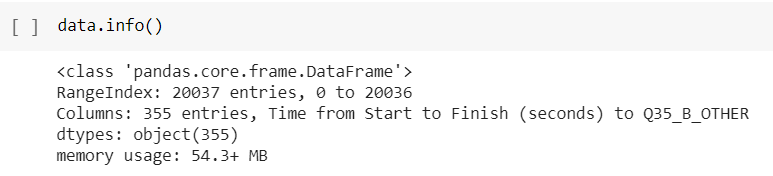 [ ] data.info()
<class 'pandas.core.frame.DataFrame'>
RangeIndex: 20037 entries, 0 to 20036
Columns: 355 entries, Time from Start to Finish (seconds) to Q35_B_OTHER
dtypes: object(355)
memory usage: 54.3+ MB